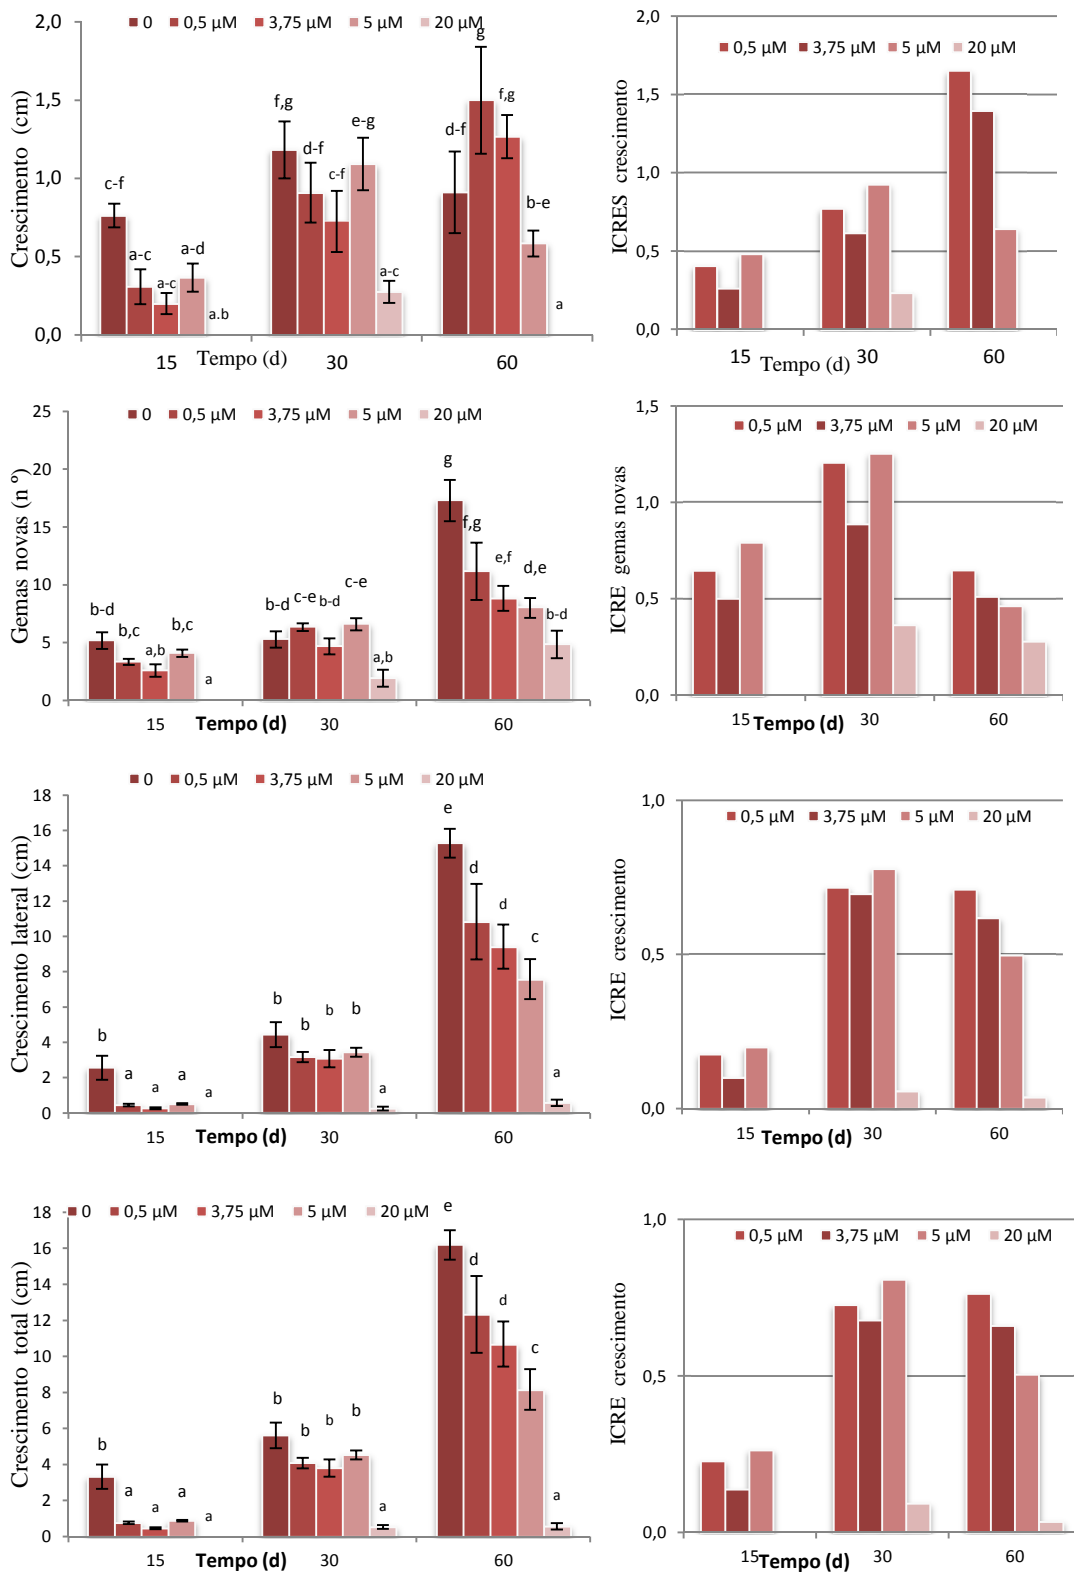 0 0,5 µM 3,75 µM 5 µM 20 µM
Crescimento (cm)
2,0
1,5
1,0
0,5
0,0
c-f a-c a-c a-d a.b
f,g d-f c-f e-g a-c
d-f g f,g b-e a
15 30 60
Tempo (d)
0,5 µM 3,75 µM 5 µM 20 µM
ICRES crescimento
2,0
1,5
1,0
0,5
0,0
15 30 60
Tempo (d)
0 0,5 µM 3,75 µM 5 µM 20 µM
Gemas novas (n º)
25
20
15
10
5
0
b-d b,c a,b b,c a
b-d c-e b-d c-e a,b
g f,g e,f d,e b-d
15 30 60
Tempo (d)
0,5 µM 3,75 µM 5 µM 20 µM
ICRE gemas novas
1,5
1,0
0,5
0,0
15 30 60
Tempo (d)
0 0,5 µM 3,75 µM 5 µM 20 µM
Crescimento lateral (cm)
18
16
14
12
10
8
6
4
2
0
b a a a a
b b b b a
e d d c a
15 30 60
Tempo (d)
0,5 µM 3,75 µM 5 µM 20 µM
ICRE crescimento
1,0
0,5
0,0
15 30 60
Tempo (d)
0 0,5 µM 3,75 µM 5 µM 20 µM
Crescimento total (cm)
18
16
14
12
10
8
6
4
2
0
b a a a a
b b b b a
e d d c a
15 30 60
Tempo (d)
0,5 µM 3,75 µM 5 µM 20 µM
ICRE crescimento
1,0
0,5
0,0
15 30 60
Tempo (d)